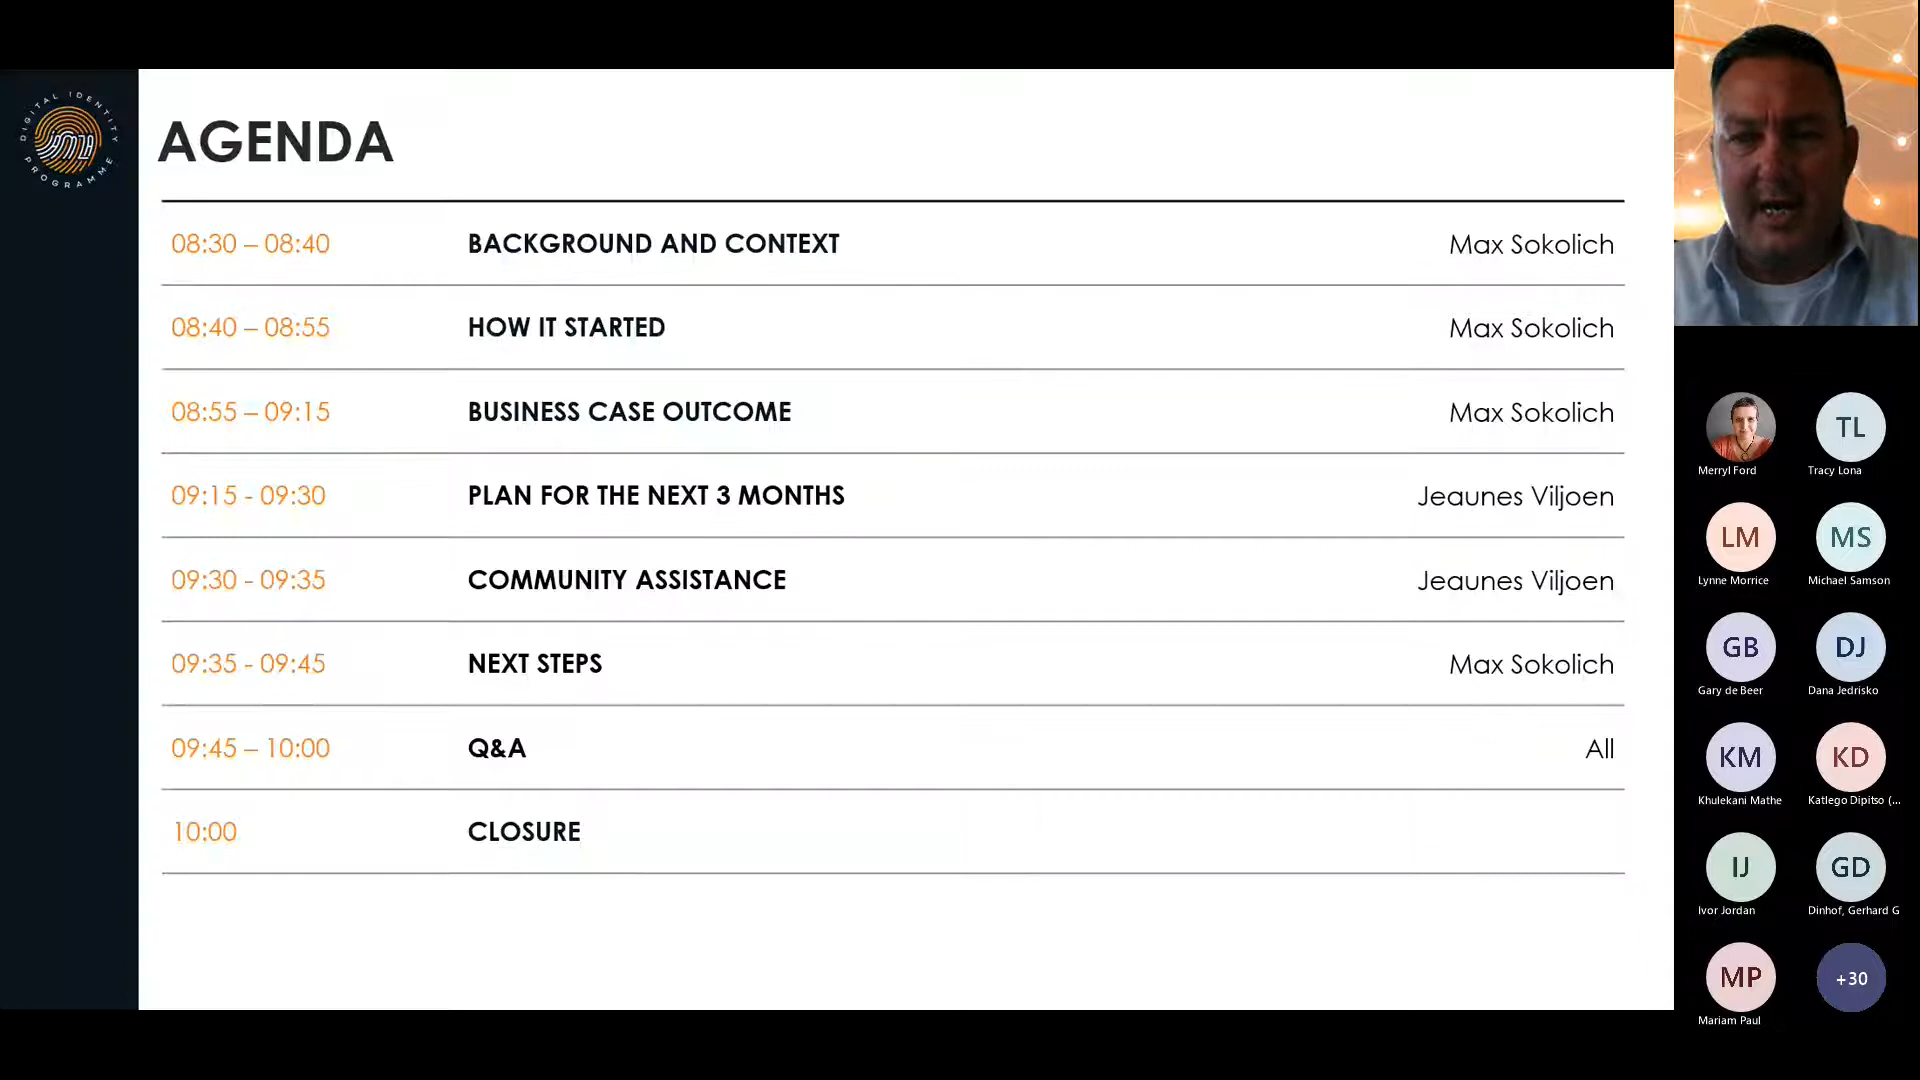 DIGITAL IDENTITY
PROGRAMME
AGENDA
08:30 – 08:40 BACKGROUND AND CONTEXT Max Sokolich
08:40 – 08:55 HOW IT STARTED Max Sokolich
08:55 – 09:15 BUSINESS CASE OUTCOME Max Sokolich
09:15 - 09:30 PLAN FOR THE NEXT 3 MONTHS Jeaunes Viljoen
09:30 - 09:35 COMMUNITY ASSISTANCE Jeaunes Viljoen
09:35 - 09:45 NEXT STEPS Max Sokolich
09:45 – 10:00 Q&A All
10:00 CLOSURE
TL
Merryl Ford Tracy Lona
LM MS
Lynne Morrice Michael Samson
GB DJ
Gary de Beer Dana Jedrisko
KM KD
Khulekani Mathe Katlego Dipitso (...
IJ GD
Ivor Jordan Dinhof, Gerhard G
MP +30
Mariam Paul